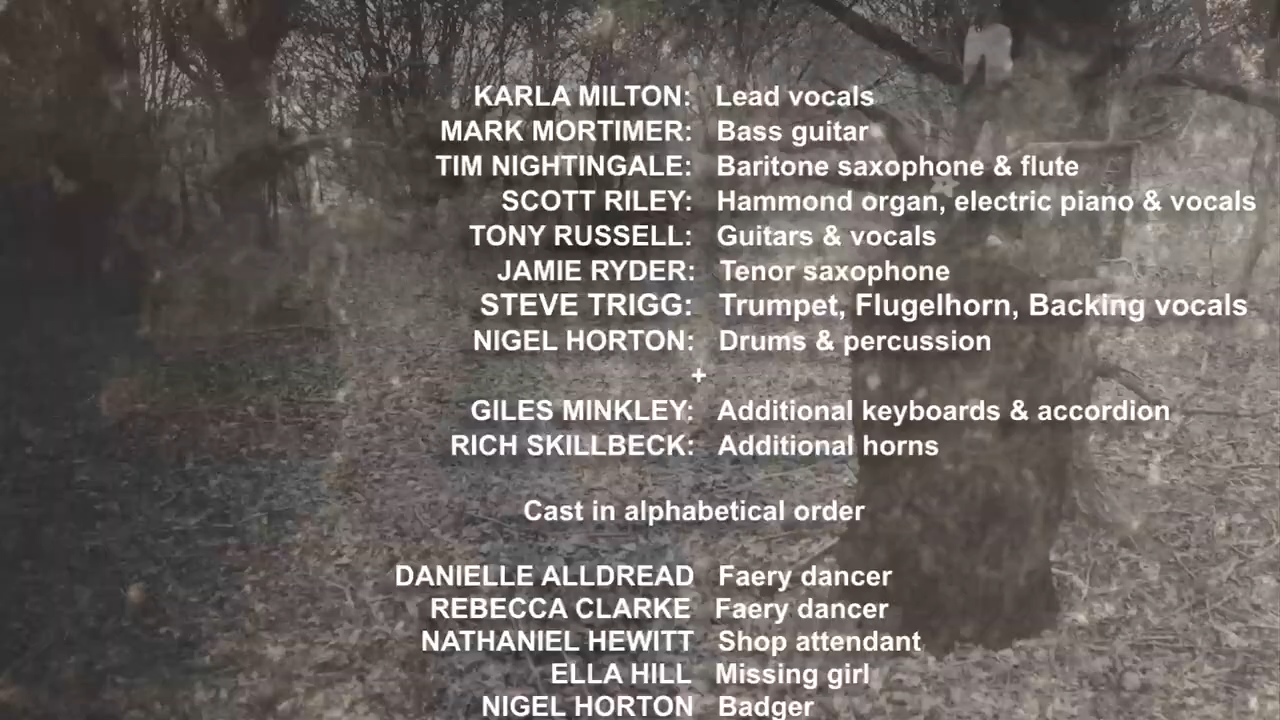 KARLA MILTON: Lead vocals
MARK MORTIMER: Bass guitar
TIM NIGHTINGALE: Baritone saxophone & flute
SCOTT RILEY: Hammond organ, electric piano & vocals
TONY RUSSELL: Guitars & vocals
JAMIE RYDER: Tenor saxophone
STEVE TRIGG: Trumpet, Flugelhorn, Backing vocals
NIGEL HORTON: Drums & percussion
+
GILES MINKLEY: Additional keyboards & accordion
RICH SKILLBECK: Additional horns
Cast in alphabetical order
DANIELLE ALLDREAD Faery dancer
REBECCA CLARKE Faery dancer
NATHANIEL HEWITT Shop attendant
ELLA HILL Missing girl
NIGEL HORTON Badger